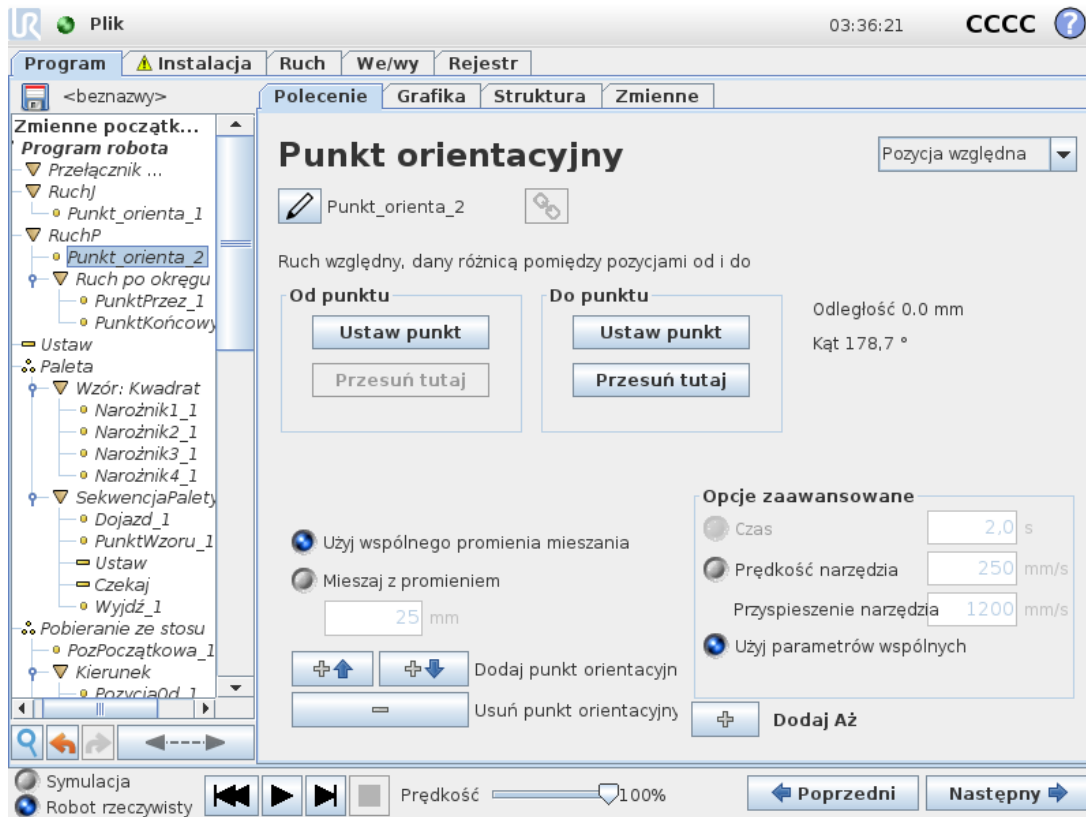 UR Plik 03:36:21 CCCC ?
Program Instalacja Ruch We/wy Rejestr
<beznazwy>
Polecenie Grafika Struktura Zmienne
Zmienne początk...
Program robota
Przełącznik ...
RuchJ
Punkt_orienta_1
RuchP
Punkt_orienta_2
Ruch po okręgu
PunktPrzez_1
PunktKońcowy
Ustaw
Paleta
Wzór: Kwadrat
Narożnik1_1
Narożnik2_1
Narożnik3_1
Narożnik4_1
SekwencjaPalety
Dojazd_1
PunktWzoru_1
Ustaw
Czekaj
Wyjdź_1
Pobieranie ze stosu
PozPoczątkowa_1
Kierunek
PozycjaOd_1
Punkt orientacyjny
Pozycja względna
Punkt_orienta_2
Ruch względny, dany różnicą pomiędzy pozycjami od i do
Od punktu
Ustaw punkt
Przesuń tutaj
Do punktu
Ustaw punkt
Przesuń tutaj
Odległość 0.0 mm
Kąt 178,7 °
Użyj wspólnego promienia mieszania
Mieszaj z promieniem
25 mm
Dodaj punkt orientacyjn
Usuń punkt orientacyjny
Opcje zaawansowane
Czas 2,0 s
Prędkość narzędzia 250 mm/s
Przyspieszenie narzędzia 1200 mm/s
Użyj parametrów wspólnych
Dodaj Aż
Symulacja
Robot rzeczywisty
Prędkość 100%
Poprzedni
Następny